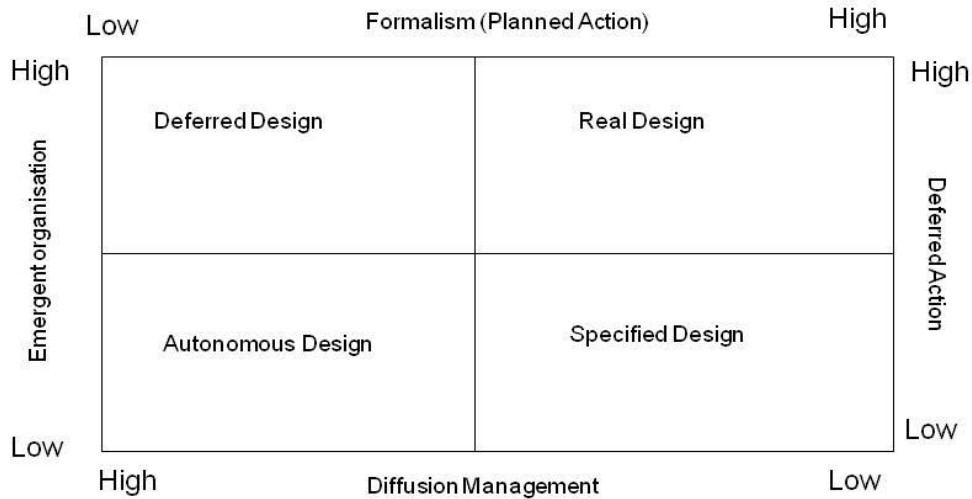 Low
Formalism (Planned Action)
High
High
High
Deferred Design
Real Design
Emergent organisation
Deferred Action
Autonomous Design
Specified Design
Low
Low
High
Diffusion Management
Low